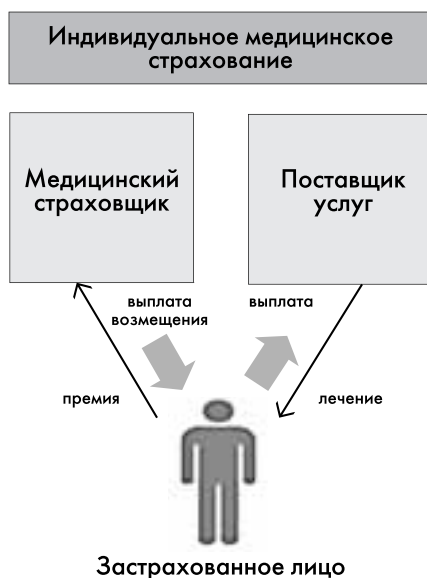 Индивидуальное медицинское
страхование
Медицинский
страховщик
Поставщик
услуг
выплата
возмещения
выплата
премия
лечение
Застрахованное лицо